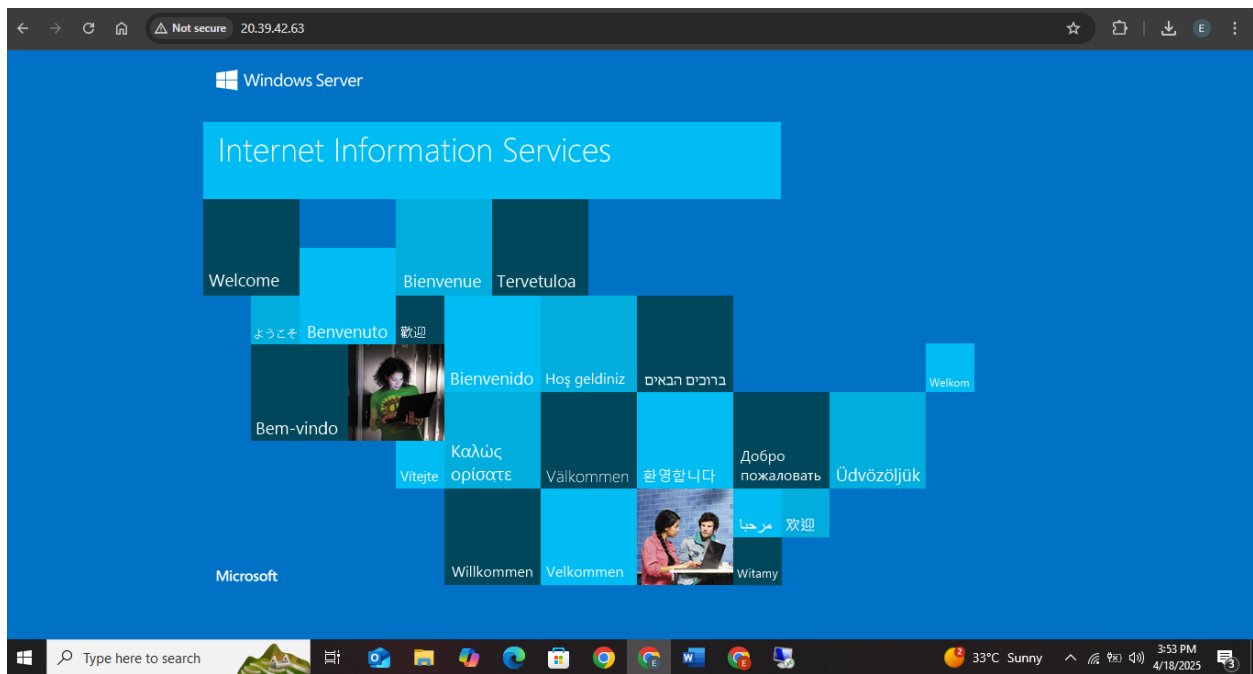 Not secure 20.39.42.63
E
Windows Server
Internet Information Services
Welcome
Bienvenue
Tervetuloa
ようこそ
Benvenuto
歡迎
Bienvenido
Hoş geldiniz
ברוכים הבאים
Welkom
Bem-vindo
Vítejte
Καλώς
ορίσατε
Välkommen
환영합니다
Добро
пожаловать
Üdvözöljük
مرحبا
欢迎
Willkommen
Velkommen
Witamy
Microsoft
Type here to search
2
33°C Sunny
3:53 PM
4/18/2025
3